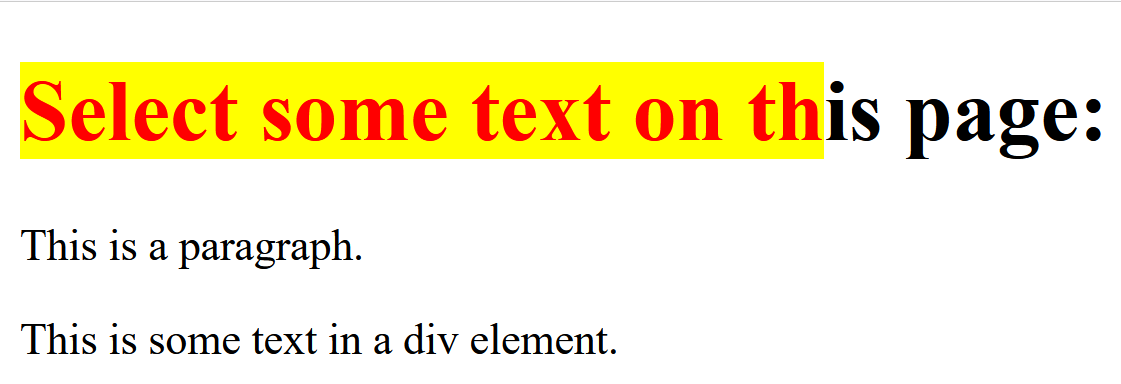 Select some text on this page:
This is a paragraph.
This is some text in a div element.